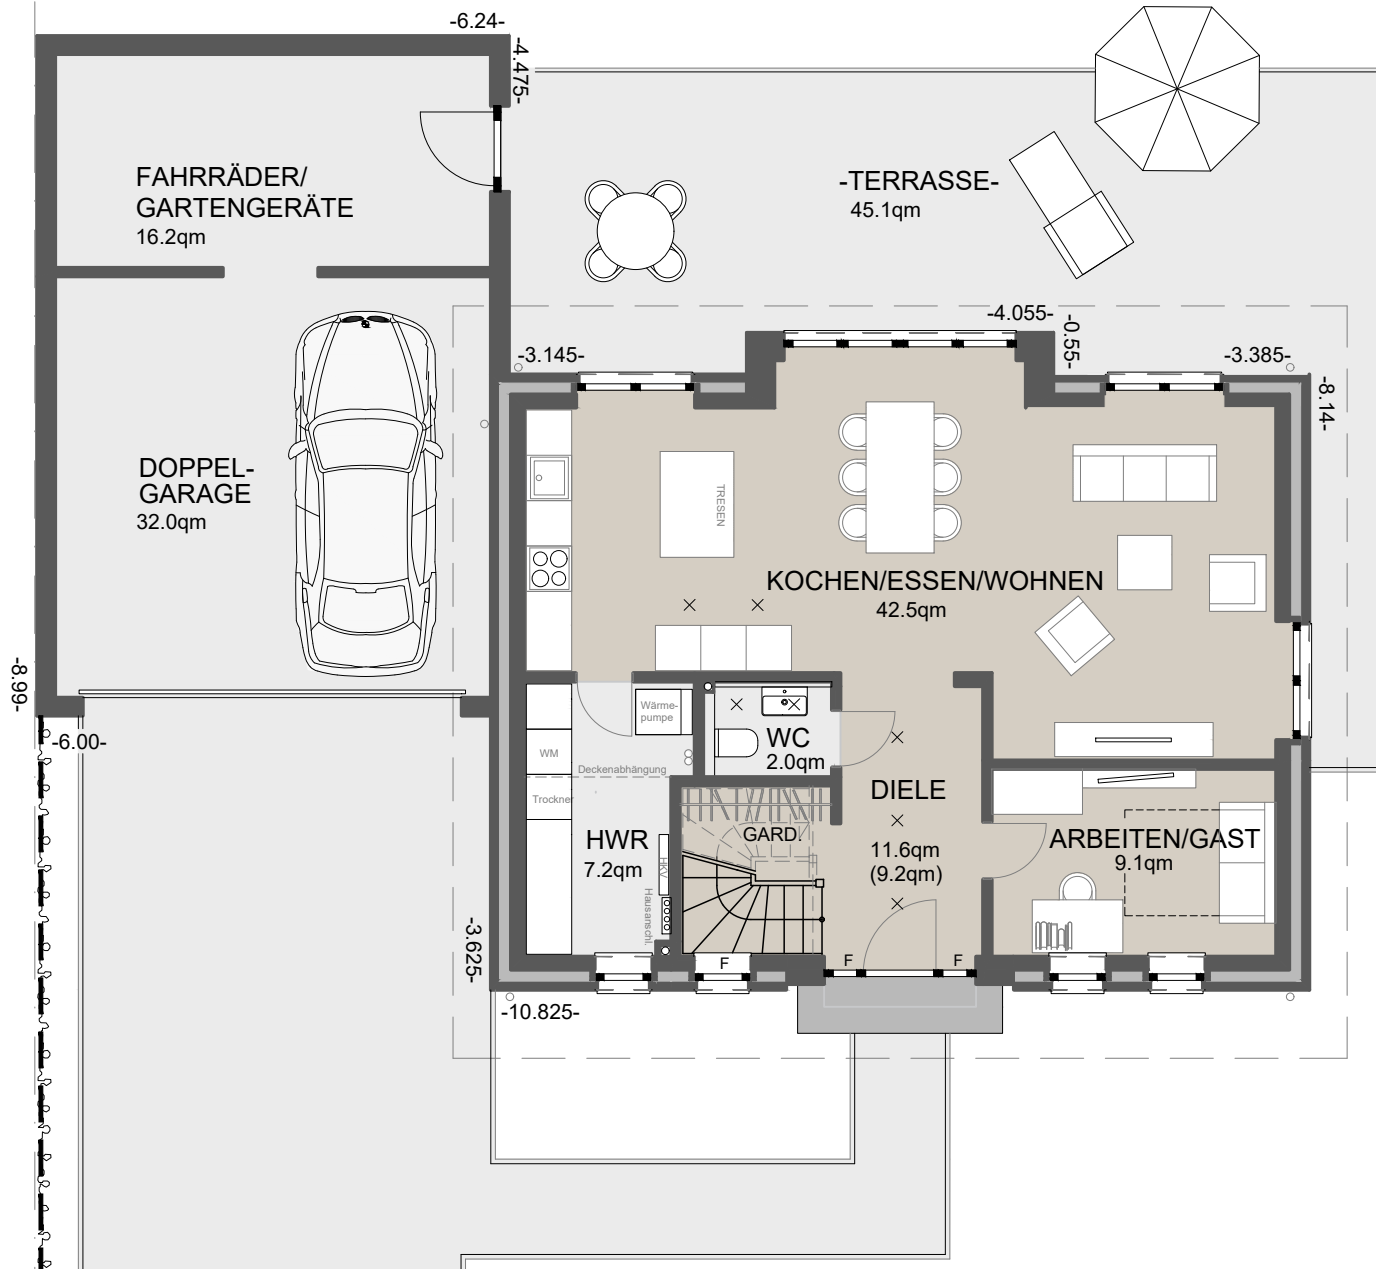 -6.24-
-4.475-
FAHRRÄDER/
GARTENGERÄTE
16.2qm
-TERRASSE-
45.1qm
-4.055-
-0.55-
-3.145-
-3.385-
-8.14-
DOPPEL-
GARAGE
32.0qm
TRESEN
KOCHEN/ESSEN/WOHNEN
42.5qm
-8.99-
-6.00-
Wärme-
pumpe
WM
Deckenabhängung
Trockner
WC
2.0qm
DIELE
11.6qm
(9.2qm)
GARD.
HWR
7.2qm
HKV
Hausanschl.
ARBEITEN/GAST
9.1qm
-3.625-
F
F
F
-10.825-